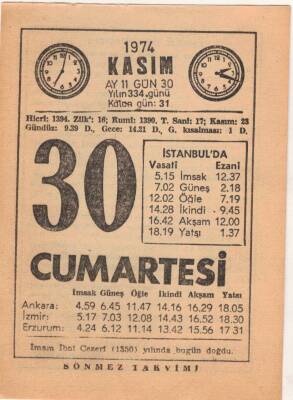 1974
KASIM
AY 11 GÜN 30
Yılın 334.günü
Kalan gün: 31
Hicri: 1394. Zilk': 16; Rumi: 1390, T. Sani: 17; Kasım: 23
Gündüz: 9.39 D., Gece: 14.21 D., G. kısalması: 1 D.
30
İSTANBUL'DA
Vasati Ezani
5.15 İmsak 12.37
7.02 Güneş 2.18
12.02 Öğle 7.19
14.28 İkindi 9.45
16.42 Akşam 12.00
18.19 Yatsı 1.37
CUMARTESİ
İmsak Güneş Öğle İkindi Akşam Yatsı
Ankara: 4.59 6.45 11.47 14.16 16.29 18.05
İzmir: 5.17 7.03 12.08 14.43 16.52 18.30
Erzurum: 4.24 6.12 11.14 13.42 15.56 17.31
İmam İbni Cezeri (1350) yılında bugün doğdu.
SÖNMEZ TAKVİMİ